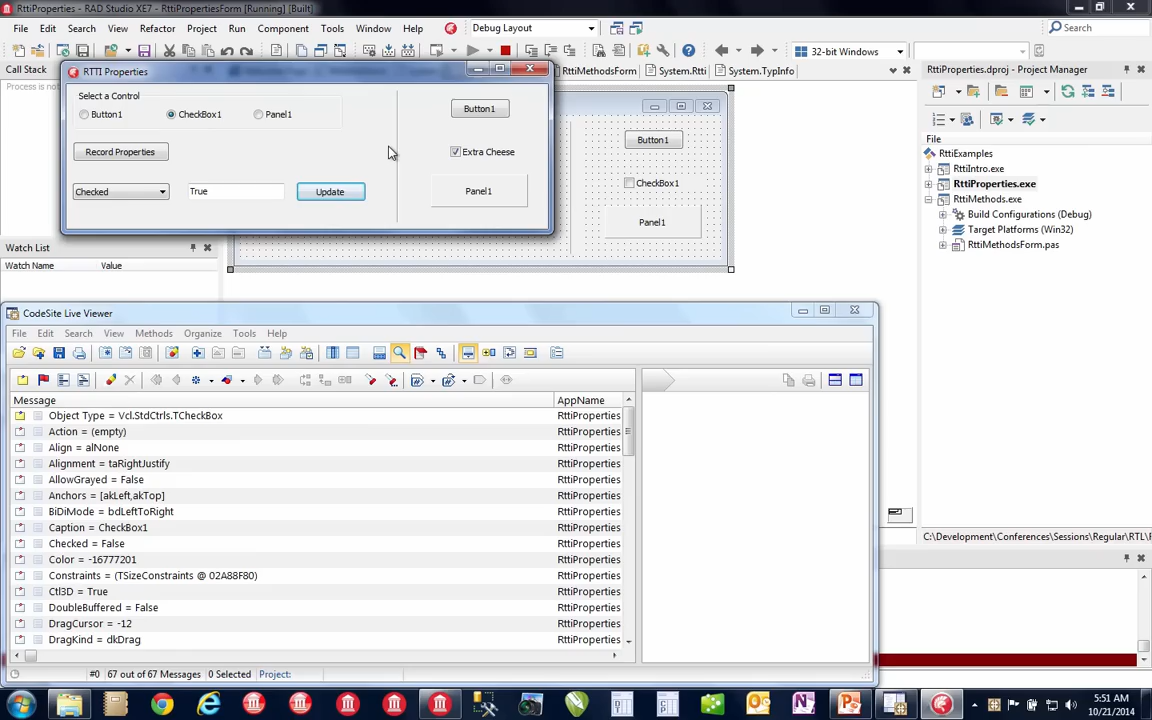 RttiProperties - RAD Studio XE7 - RttiPropertiesForm [Running] [Built]
File Edit Search View Refactor Project Run Component Tools Window Help
Debug Layout
Search
32-bit Windows
Call Stack
RttiMethodsForm
System.Rtti
System.TypInfo
RttiProperties.dproj - Project Manager
RTTI Properties
Select a Control
Button1
CheckBox1
Panel1
Record Properties
Checked
True
Update
Button1
Extra Cheese
Panel1
Button1
CheckBox1
Panel1
File
RttiExamples
RttiIntro.exe
RttiProperties.exe
RttiMethods.exe
Build Configurations (Debug)
Target Platforms (Win32)
RttiMethodsForm.pas
Watch List
Watch Name Value
CodeSite Live Viewer
File Edit Search View Methods Organize Tools Help
Message AppName
Object Type = Vcl.StdCtrls.TCheckBox RttiProperties
Action = (empty) RttiProperties
Align = alNone RttiProperties
Alignment = taRightJustify RttiProperties
AllowGrayed = False RttiProperties
Anchors = [akLeft,akTop] RttiProperties
BiDiMode = bdLeftToRight RttiProperties
Caption = CheckBox1 RttiProperties
Checked = False RttiProperties
Color = -16777201 RttiProperties
Constraints = (TSizeConstraints @ 02A88F80) RttiProperties
Ctl3D = True RttiProperties
DoubleBuffered = False RttiProperties
DragCursor = -12 RttiProperties
DragKind = dkDrag RttiProperties
#0 67 out of 67 Messages 0 Selected Project:
C:\Development\Conferences\Sessions\Regular\RTL\
5:51 AM
10/21/2014